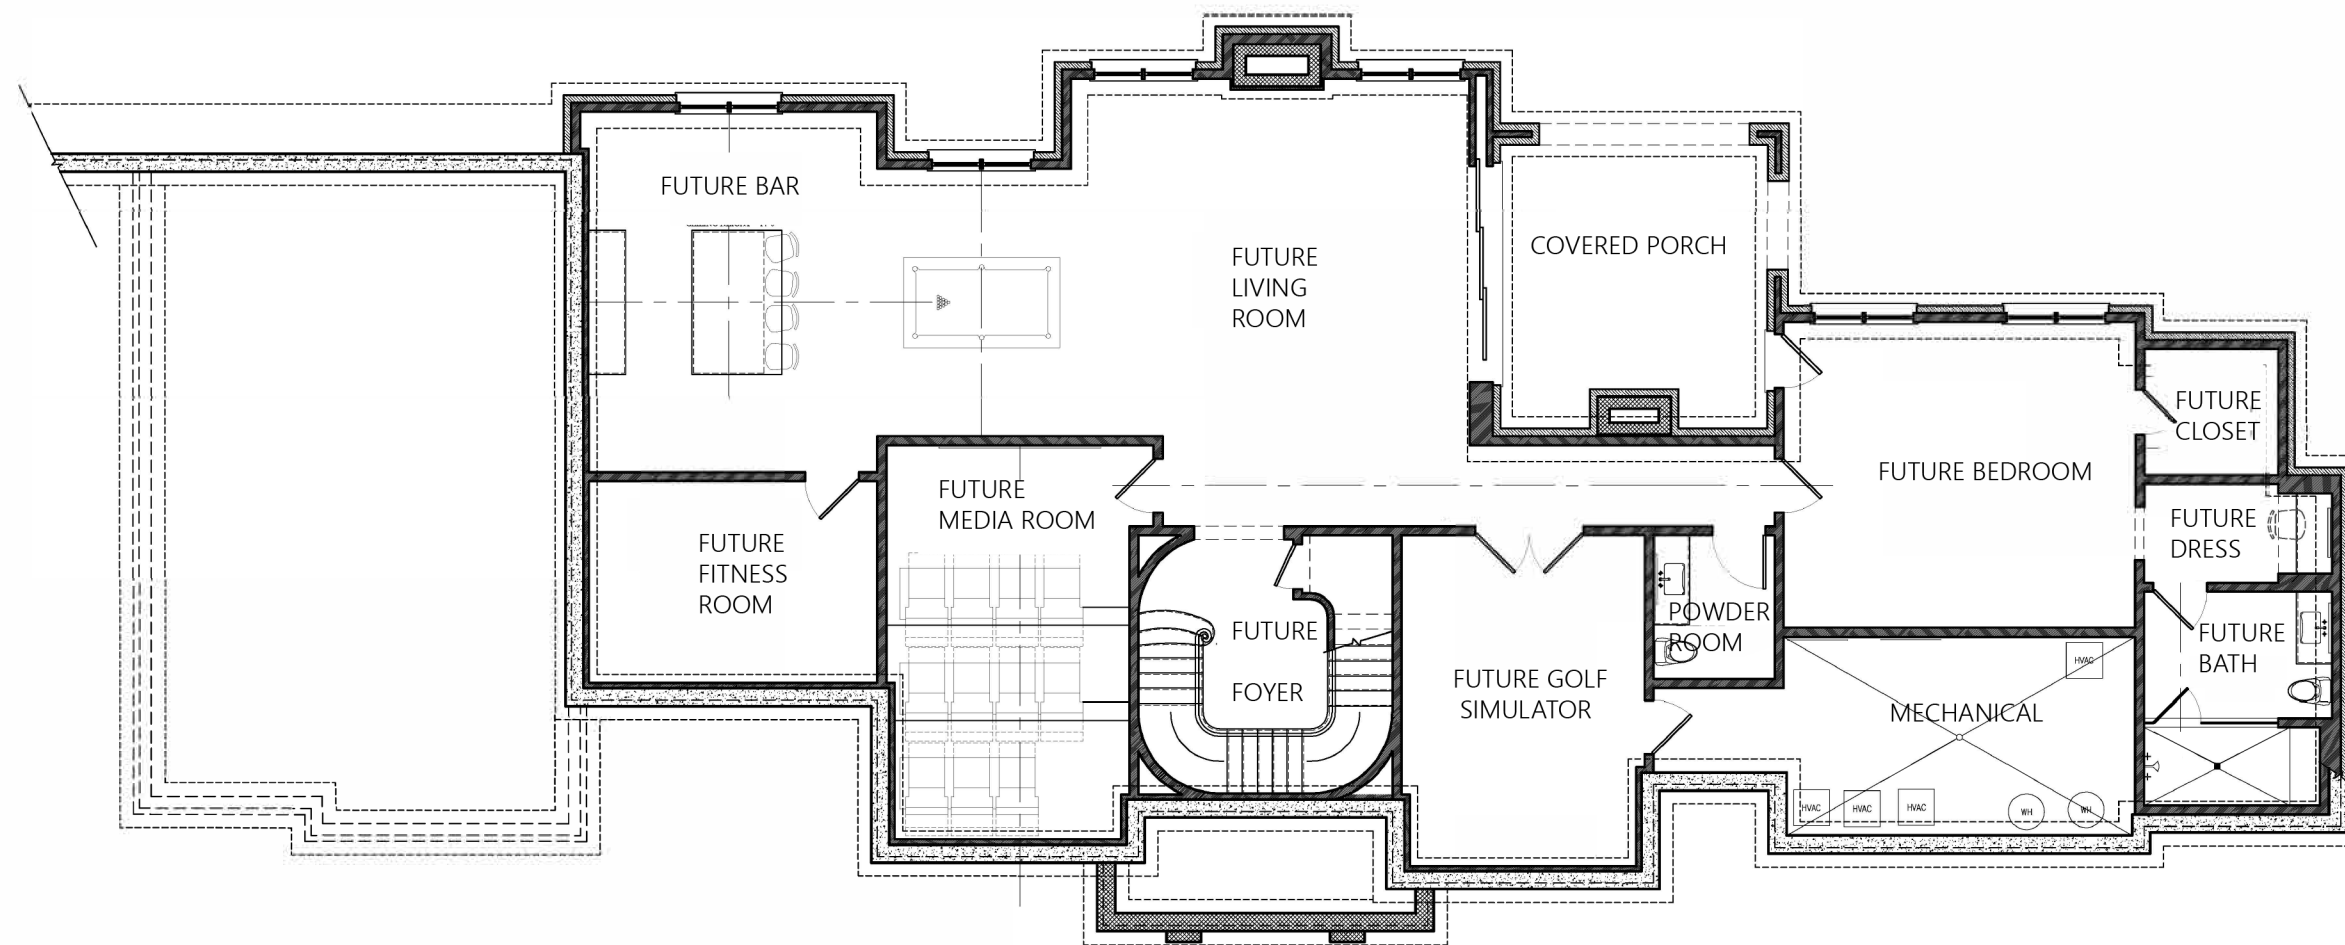 FUTURE BAR
FUTURE
LIVING
ROOM
COVERED PORCH
FUTURE
CLOSET
FUTURE BEDROOM
FUTURE
MEDIA ROOM
FUTURE
FITNESS
ROOM
FUTURE
DRESS
POWDER
ROOM
FUTURE
FOYER
FUTURE
BATH
HVAC
FUTURE GOLF
SIMULATOR
MECHANICAL
HVAC
HVAC
HVAC
WH
WH